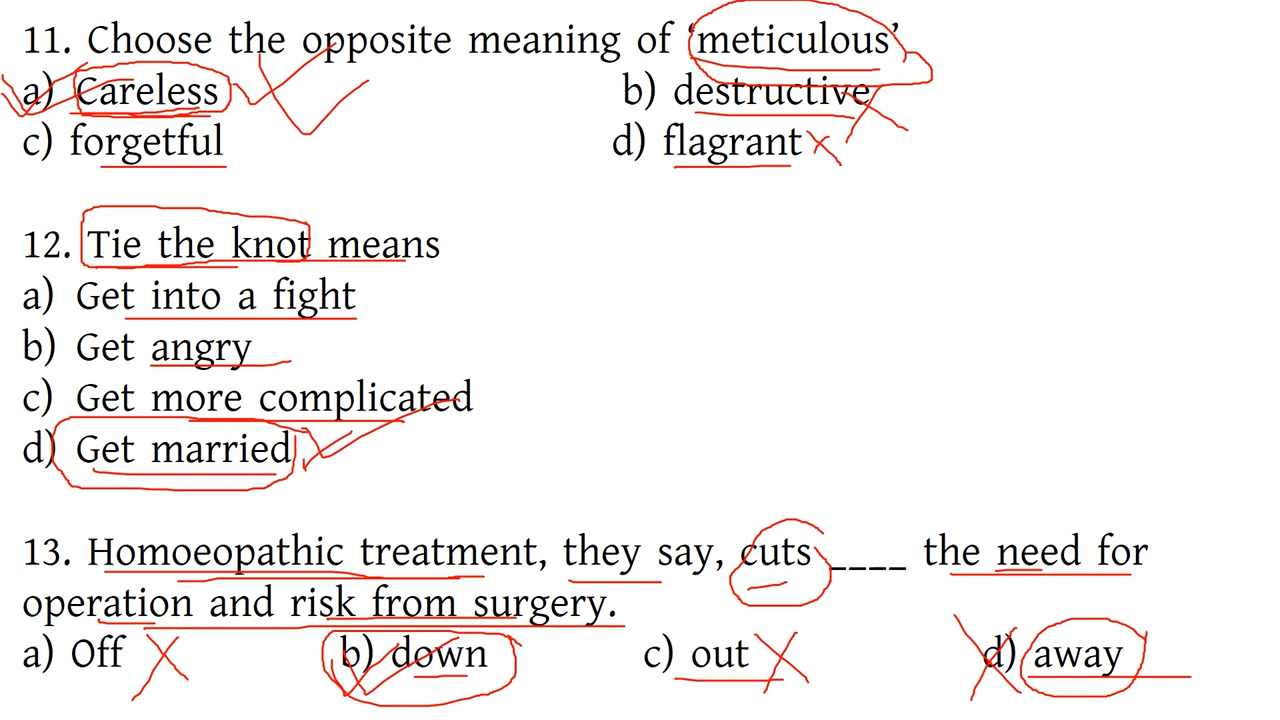 11. Choose the opposite meaning of ‘meticulous’
a) Careless b) destructive
c) forgetful d) flagrant
12. Tie the knot means
a) Get into a fight
b) Get angry
c) Get more complicated
d) Get married
13. Homoeopathic treatment, they say, cuts ____ the need for
operation and risk from surgery.
a) Off b) down c) out d) away